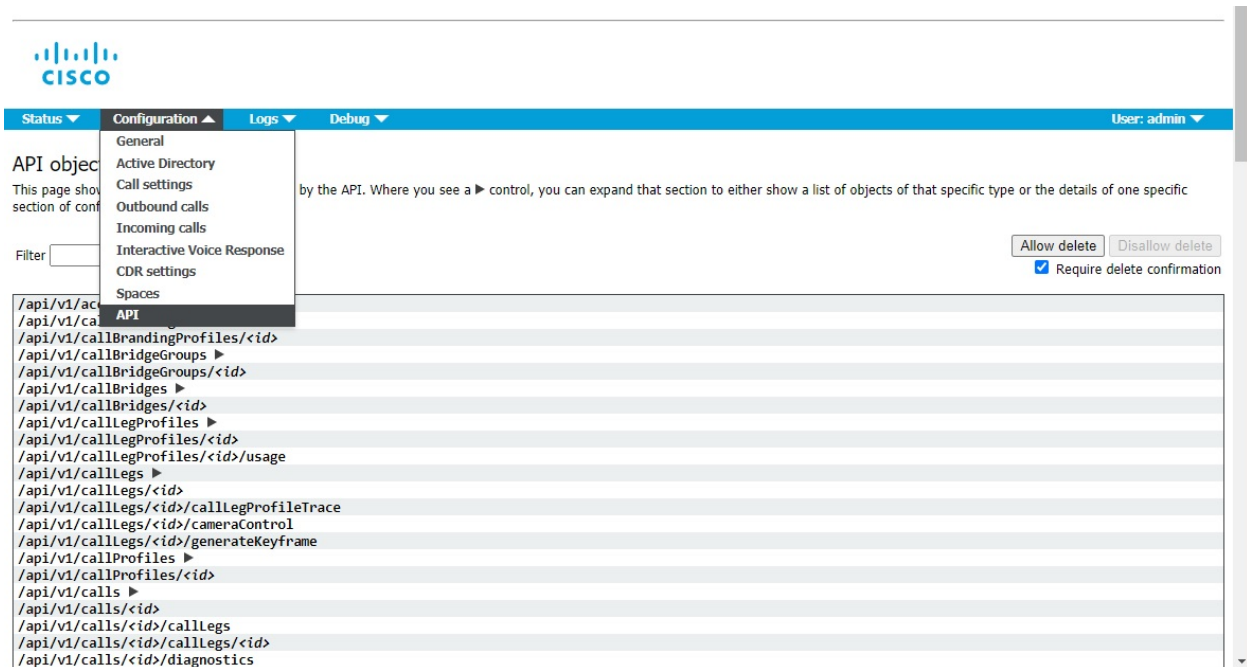 CISCO
Status ▼ Configuration ▲ Logs ▼ Debug ▼ User: admin ▼
General
Active Directory
Call settings
Outbound calls
Incoming calls
Interactive Voice Response
CDR settings
Spaces
API
API objec
This page show by the API. Where you see a ▶ control, you can expand that section to either show a list of objects of that specific type or the details of one specific
section of conf
Filter
Allow delete Disallow delete
Require delete confirmation
/api/v1/ac
/api/v1/cal
/api/v1/callBrandingProfiles/<id>
/api/v1/callBridgeGroups ▶
/api/v1/callBridgeGroups/<id>
/api/v1/callBridges ▶
/api/v1/callBridges/<id>
/api/v1/callLegProfiles ▶
/api/v1/callLegProfiles/<id>
/api/v1/callLegProfiles/<id>/usage
/api/v1/callLegs ▶
/api/v1/callLegs/<id>
/api/v1/callLegs/<id>/callLegProfileTrace
/api/v1/callLegs/<id>/cameraControl
/api/v1/callLegs/<id>/generateKeyframe
/api/v1/callProfiles ▶
/api/v1/callProfiles/<id>
/api/v1/calls ▶
/api/v1/calls/<id>
/api/v1/calls/<id>/callLegs
/api/v1/calls/<id>/callLegs/<id>
/api/v1/calls/<id>/diagnostics